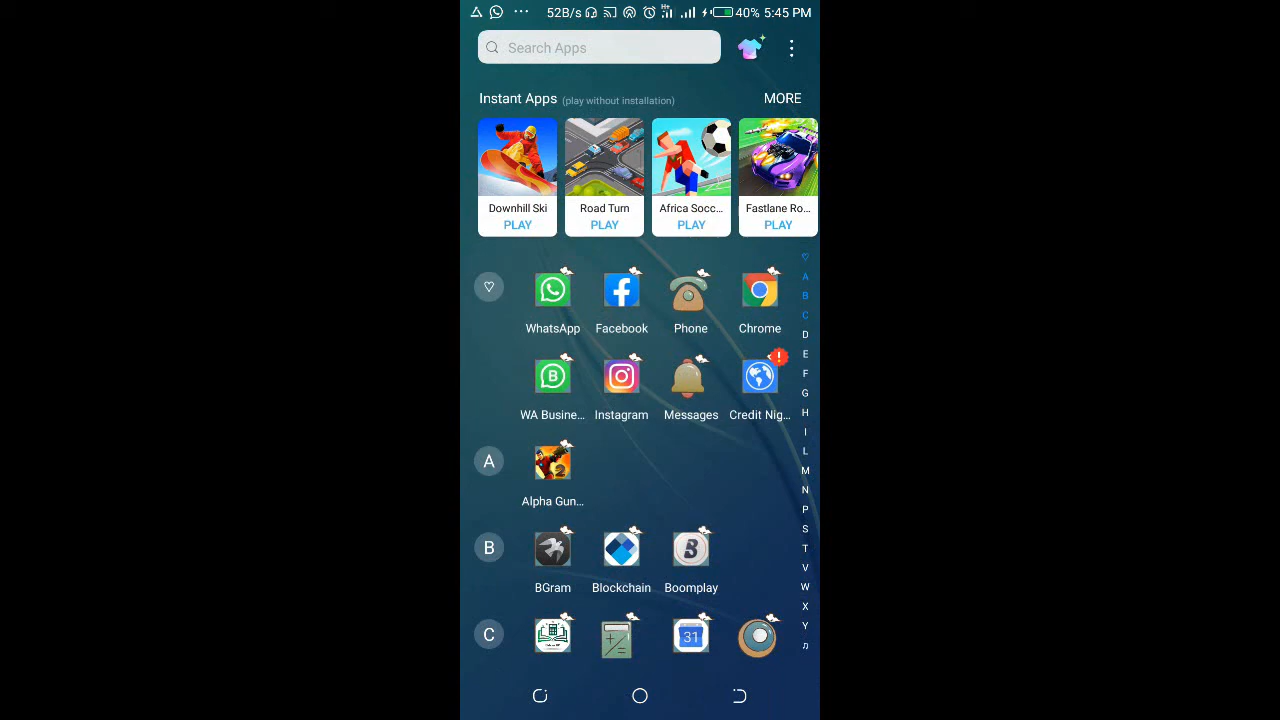 52B/s H+ 40% 5:45 PM
Search Apps
Instant Apps (play without installation) MORE
Downhill Ski Road Turn Africa Socc... Fastlane Ro...
PLAY PLAY PLAY PLAY
WhatsApp Facebook Phone Chrome
WA Busine... Instagram Messages Credit Nig...
A
2
Alpha Gun...
B
BGram Blockchain Boomplay
C
31
A
B
C
D
E
F
G
H
I
L
M
N
P
S
T
V
W
X
Y